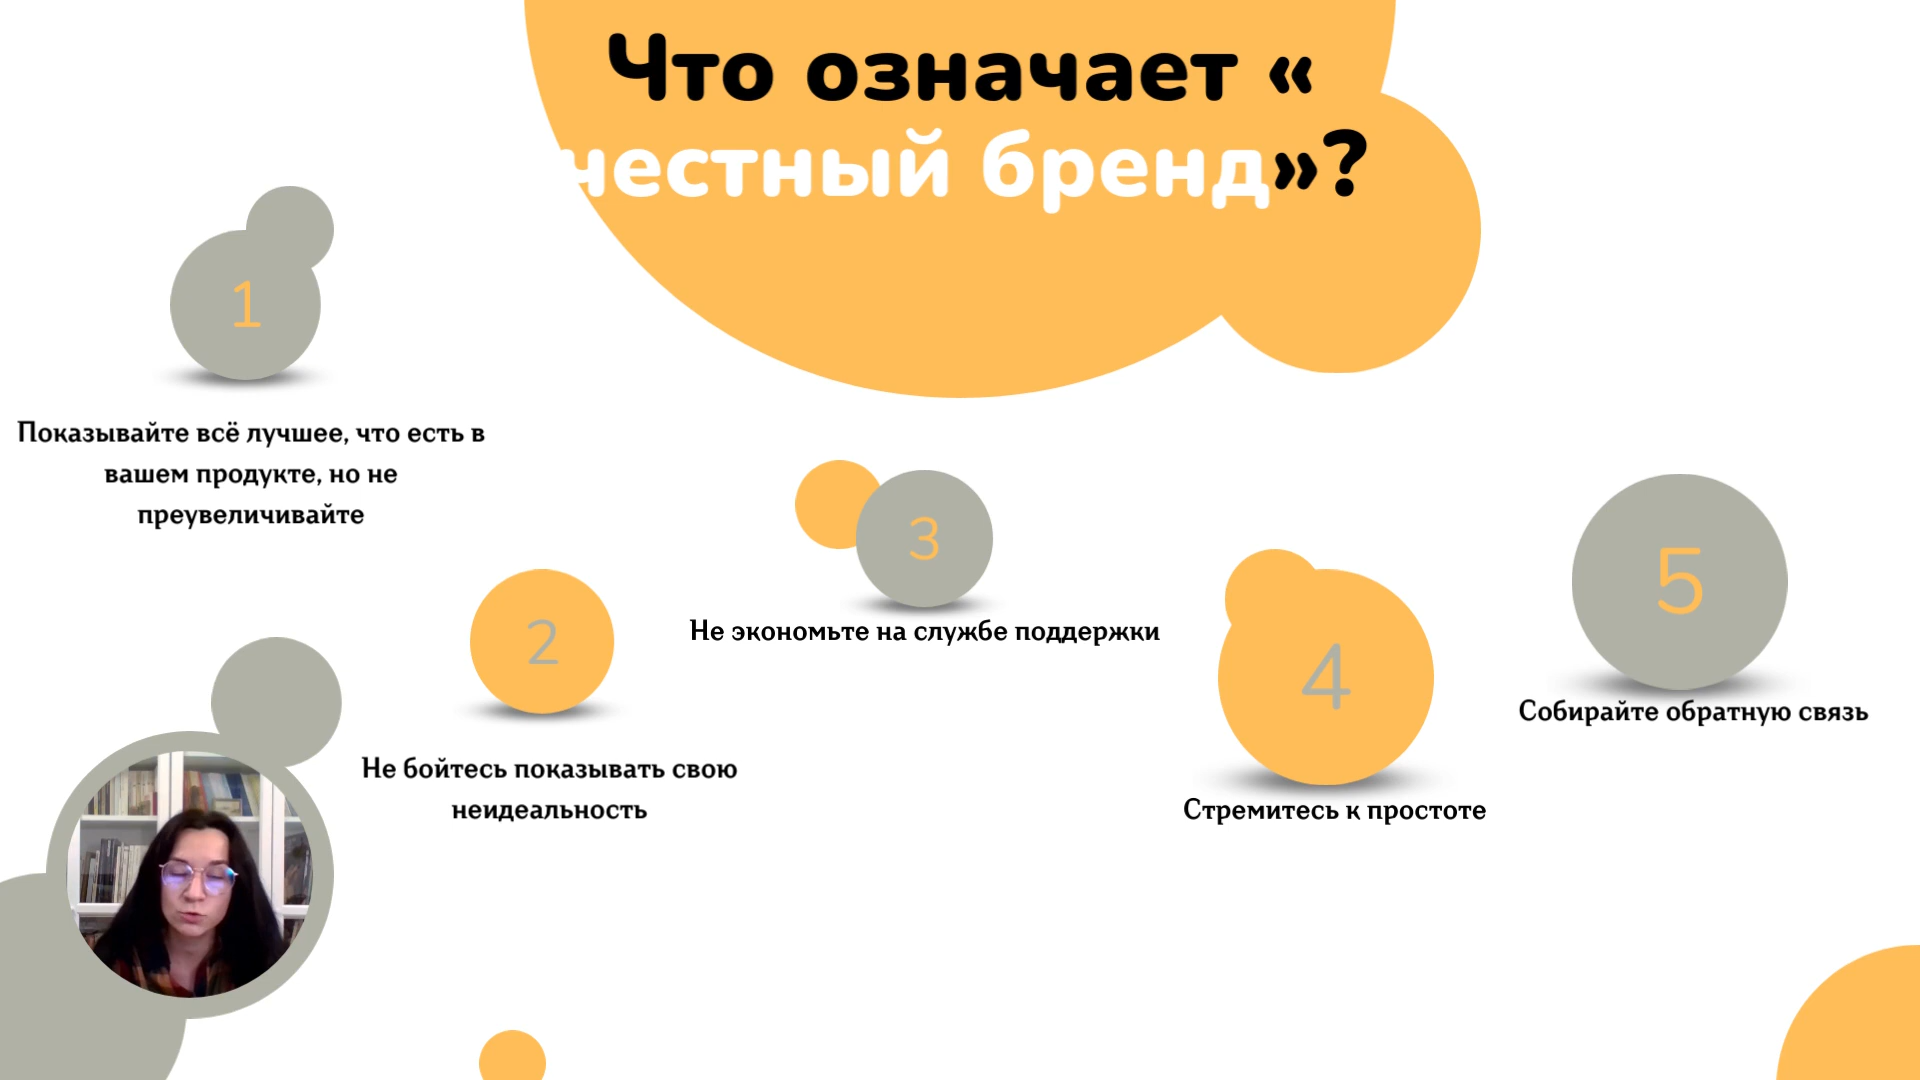 Что означает «
честный бренд»?
1
Показывайте всё лучшее, что есть в
вашем продукте, но не
преувеличивайте
2
Не бойтесь показывать свою
неидеальность
3
Не экономьте на службе поддержки
4
Стремитесь к простоте
5
Собирайте обратную связь